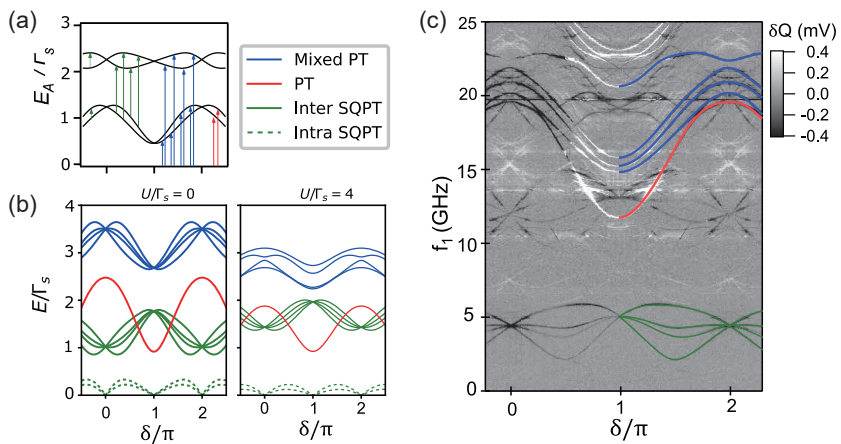 (a)
3
2
1
0
E_A / Γ_s
Mixed PT
PT
Inter SQPT
Intra SQPT
(b)
U/Γ_s = 0
U/Γ_s = 4
4
3
2
1
0
E/Γ_s
0
1
2
0
1
2
δ/π
δ/π
(c)
25
20
15
10
5
0
f_1 (GHz)
0
1
2
δ/π
δQ (mV)
0.4
0.2
0.0
-0.2
-0.4